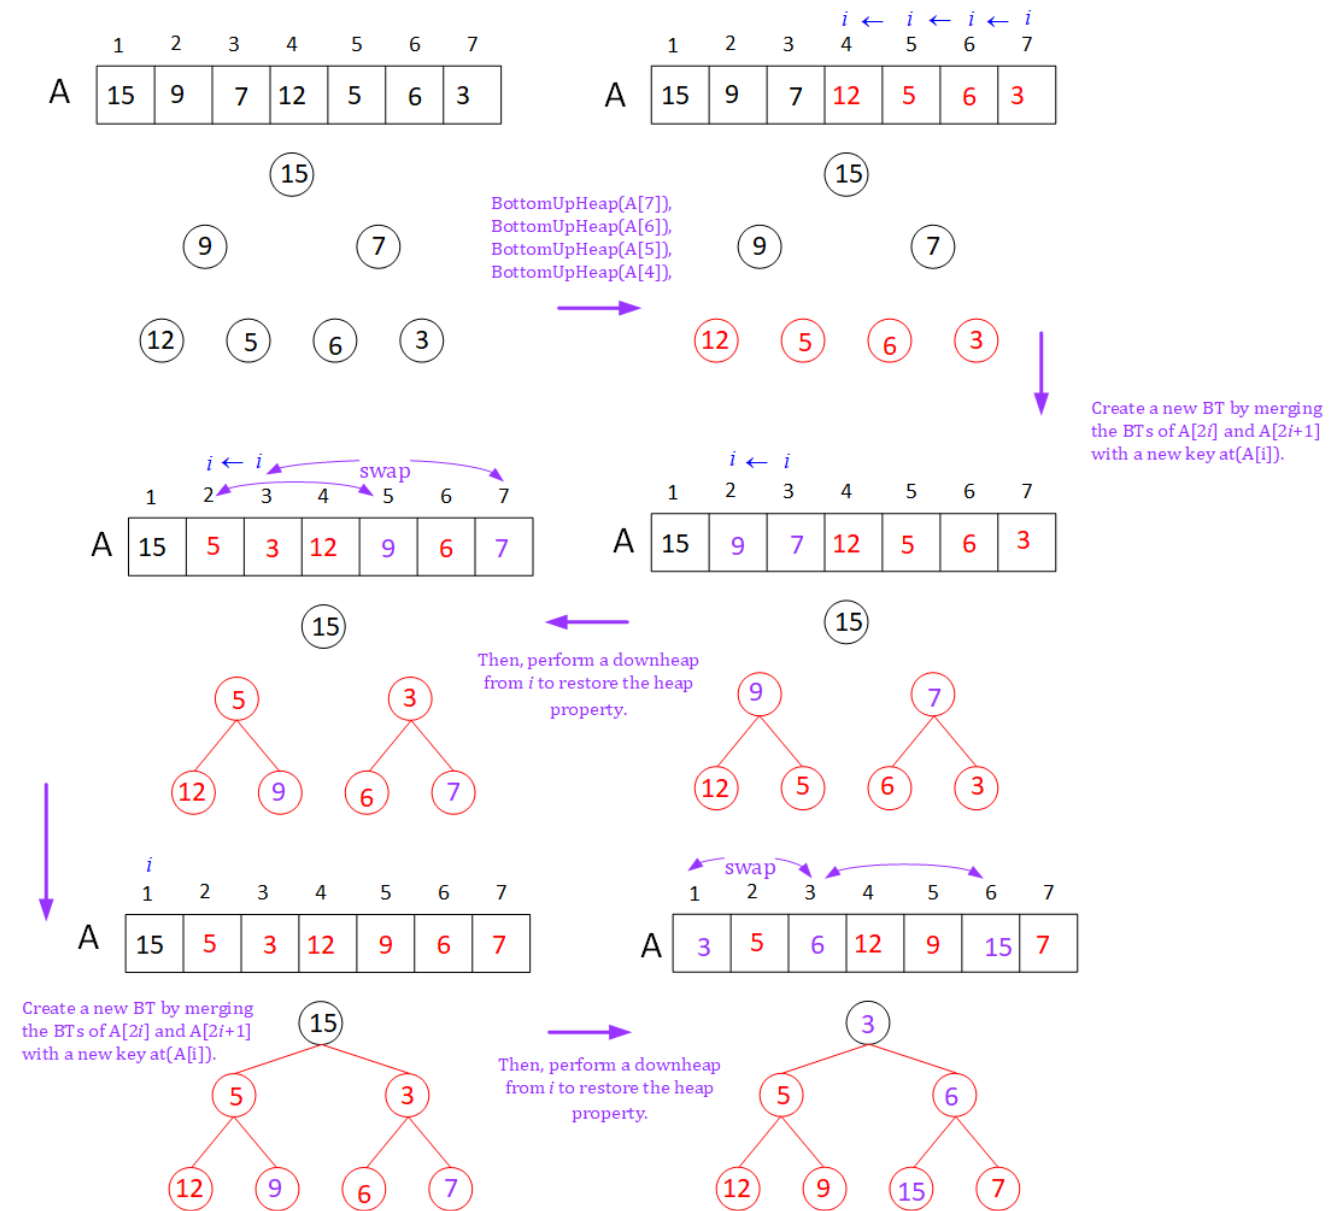 i ← i ← i ← i
1 2 3 4 5 6 7
1 2 3 4 5 6 7
A 15 9 7 12 5 6 3
A 15 9 7 12 5 6 3
15
15
BottomUpHeap(A[7]),
BottomUpHeap(A[6]),
BottomUpHeap(A[5]),
BottomUpHeap(A[4]),
9 7
9 7
12 5 6 3
12 5 6 3
Create a new BT by merging
the BTs of A[2i] and A[2i+1]
with a new key at(A[i]).
i ← i
swap
1 2 3 4 5 6 7
A 15 5 3 12 9 6 7
i ← i
1 2 3 4 5 6 7
A 15 9 7 12 5 6 3
15
15
Then, perform a downheap
from i to restore the heap
property.
5 3
9 7
12 9 6 7
12 5 6 3
i
1 2 3 4 5 6 7
A 15 5 3 12 9 6 7
swap
1 2 3 4 5 6 7
A 3 5 6 12 9 15 7
Create a new BT by merging
the BTs of A[2i] and A[2i+1]
with a new key at(A[i]).
15
3
Then, perform a downheap
from i to restore the heap
property.
5 3
5 6
12 9 6 7
12 9 15 7